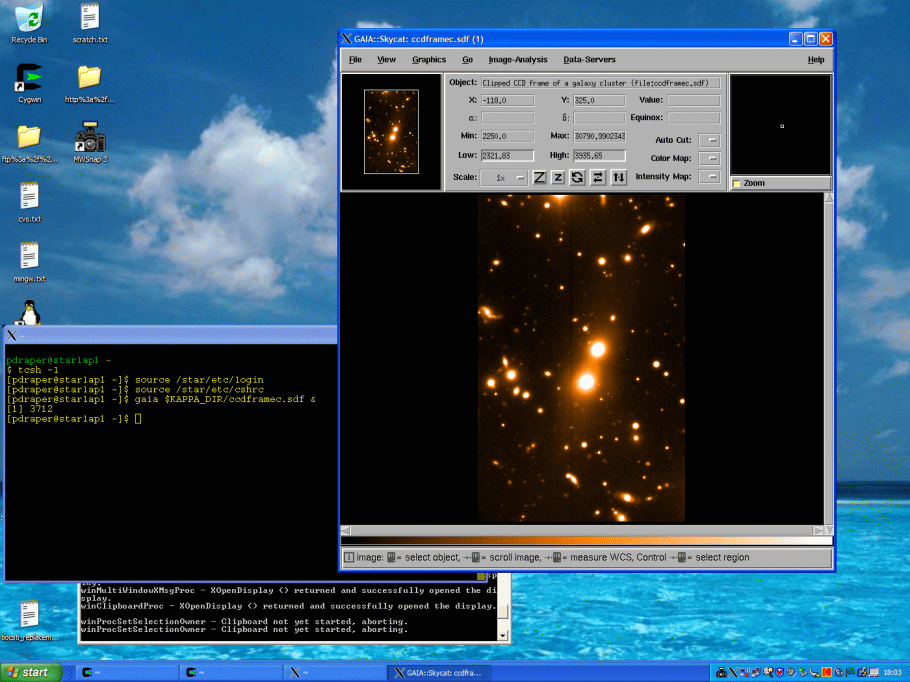 Recycle Bin
scratch.txt
Cygwin
http%3a%2f...
ftp%3a%2f%2...
MWSnap 3
cvs.txt
mingw.txt
GAIA::Skycat: ccdframec.sdf (1)
File View Graphics Go Image-Analysis Data-Servers Help
Object: Clipped CCD frame of a galaxy cluster (file:ccdframec.sdf)
X: -118.0 Y: 325.0 Value:
α: δ: Equinox:
Min: 2250.0 Max: 30790.9902343 Auto Cut:
Low: 2321.83 High: 3935.65 Color Map:
Scale: 1x Z z Intensity Map:
Zoom
image: = select object, = scroll image, = measure WCS, Control = select region
~
pdraper@starlap1 ~
$ tcsh -l
[pdraper@starlap1 ~]$ source /star/etc/login
[pdraper@starlap1 ~]$ source /star/etc/cshrc
[pdraper@starlap1 ~]$ gaia $KAPPA_DIR/ccdframec.sdf &
[1] 3712
[pdraper@starlap1 ~]$
lay.
winMultiWindowXMsgProc - XOpenDisplay () returned and successfully opened the di
splay.
winClipboardProc - XOpenDisplay () returned and successfully opened the display.
winProcSetSelectionOwner - Clipboard not yet started, aborting.
winProcSetSelectionOwner - Clipboard not yet started, aborting.
start ~ ~ ~ GAIA::Skycat: ccdfra... 18:03